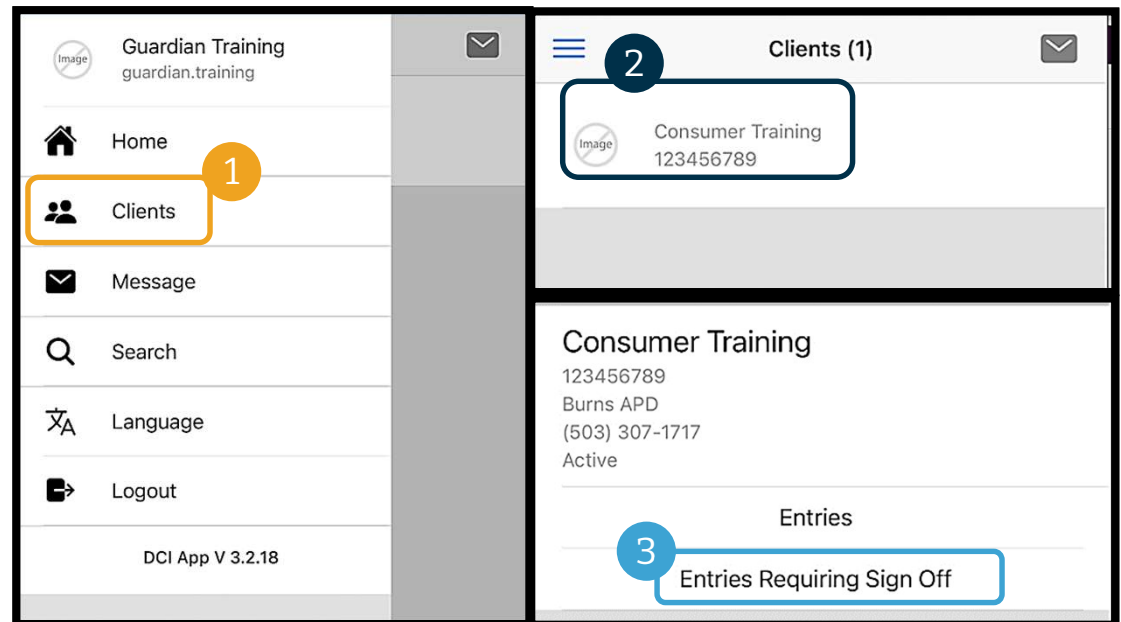 Image
Guardian Training
guardian.training
Home
1
Clients
Message
Search
文A
Language
Logout
DCI App V 3.2.18
Clients (1)
2
Image
Consumer Training
123456789
Consumer Training
123456789
Burns APD
(503) 307-1717
Active
Entries
3
Entries Requiring Sign Off